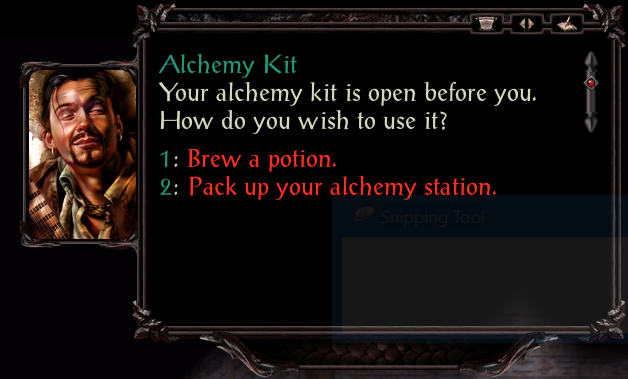 Alchemy Kit
Your alchemy kit is open before you.
How do you wish to use it?
1: Brew a potion.
2: Pack up your alchemy station.
Snipping Tool